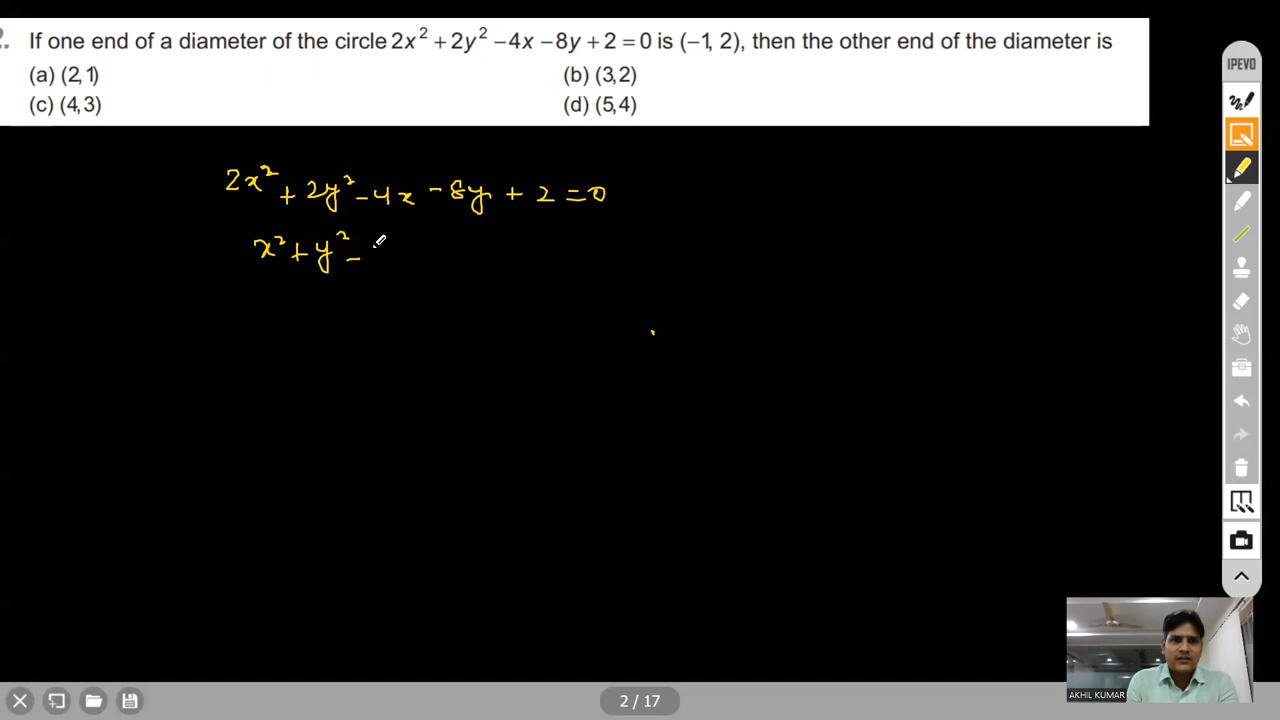 2. If one end of a diameter of the circle 2x² + 2y² − 4x − 8y + 2 = 0 is (−1, 2), then the other end of the diameter is
(a) (2, 1) (b) (3, 2)
(c) (4, 3) (d) (5, 4)
2x² + 2y² - 4x - 8y + 2 = 0
x² + y² -
IPEVO
AKHIL KUMAR
2 / 17